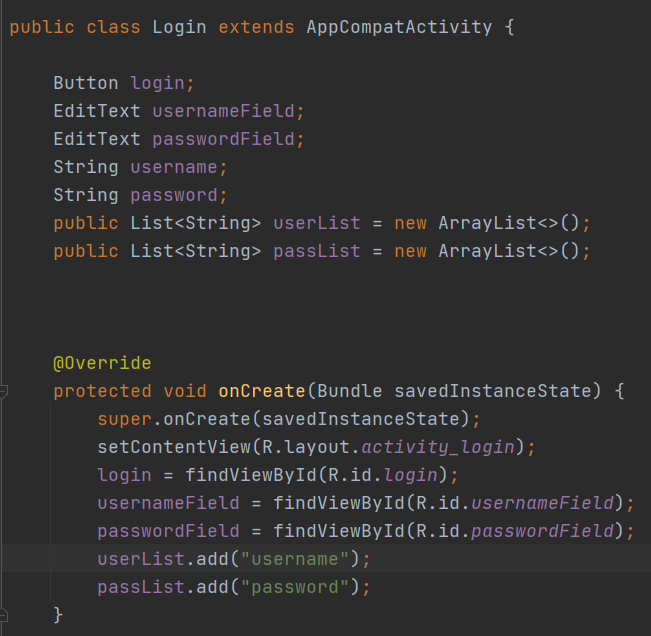 public class Login extends AppCompatActivity {
Button login;
EditText usernameField;
EditText passwordField;
String username;
String password;
public List<String> userList = new ArrayList<>();
public List<String> passList = new ArrayList<>();
@Override
protected void onCreate(Bundle savedInstanceState) {
super.onCreate(savedInstanceState);
setContentView(R.layout.activity_login);
login = findViewById(R.id.login);
usernameField = findViewById(R.id.usernameField);
passwordField = findViewById(R.id.passwordField);
userList.add("username");
passList.add("password");
}